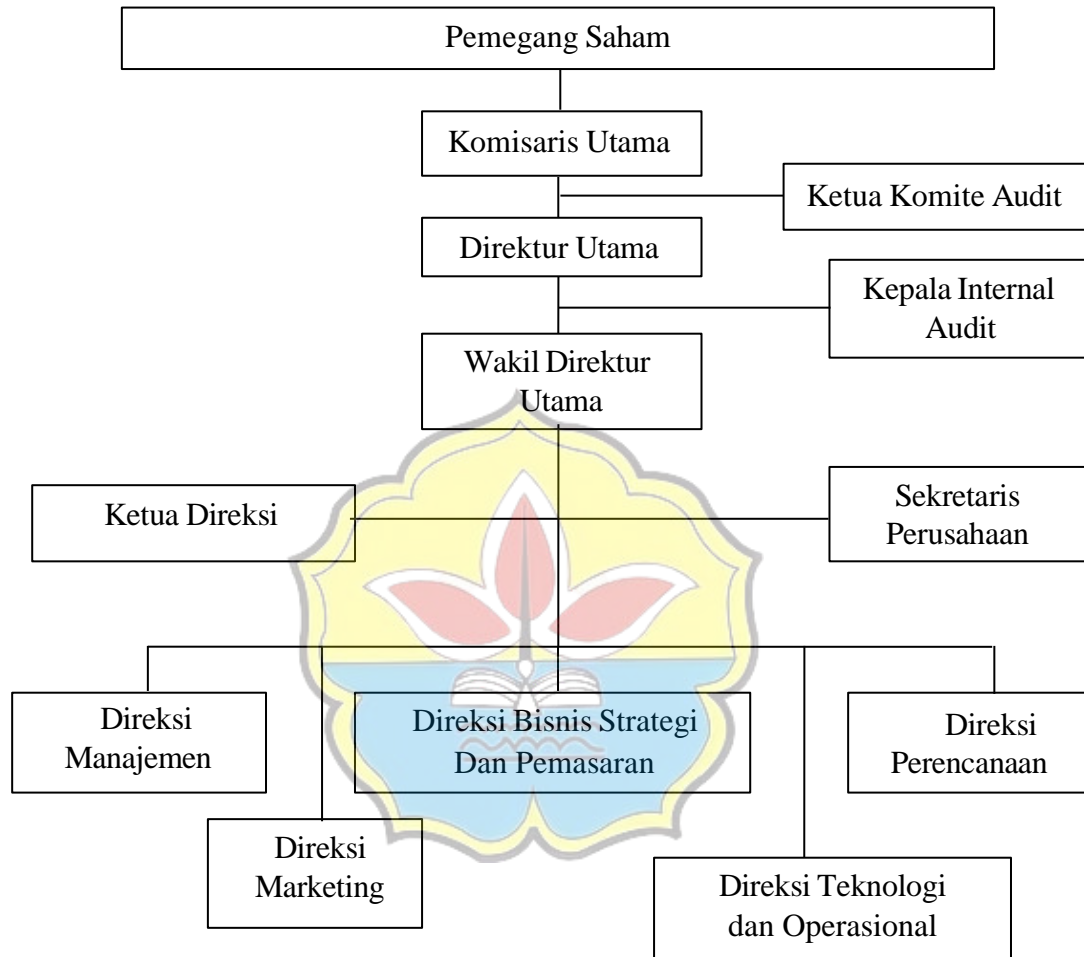 Pemegang Saham
Komisaris Utama
Ketua Komite Audit
Direktur Utama
Kepala Internal
Audit
Wakil Direktur
Utama
Ketua Direksi
Sekretaris
Perusahaan
Direksi
Manajemen
Direksi Bisnis Strategi
Dan Pemasaran
Direksi
Perencanaan
Direksi
Marketing
Direksi Teknologi
dan Operasional